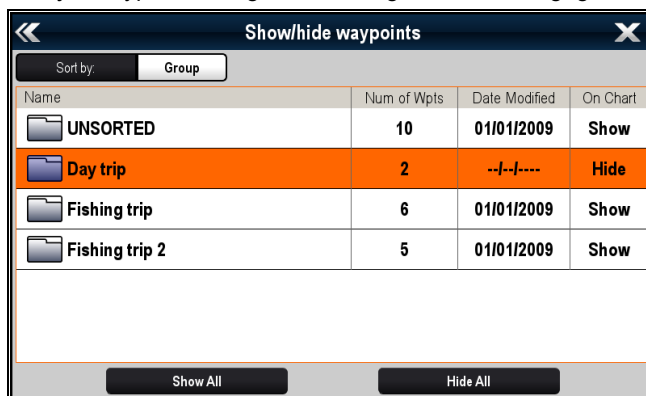 Show/hide waypoints
Sort by: Group
Name Num of Wpts Date Modified On Chart
UNSORTED 10 01/01/2009 Show
Day trip 2 --/--/---- Hide
Fishing trip 6 01/01/2009 Show
Fishing trip 2 5 01/01/2009 Show
Show All Hide All